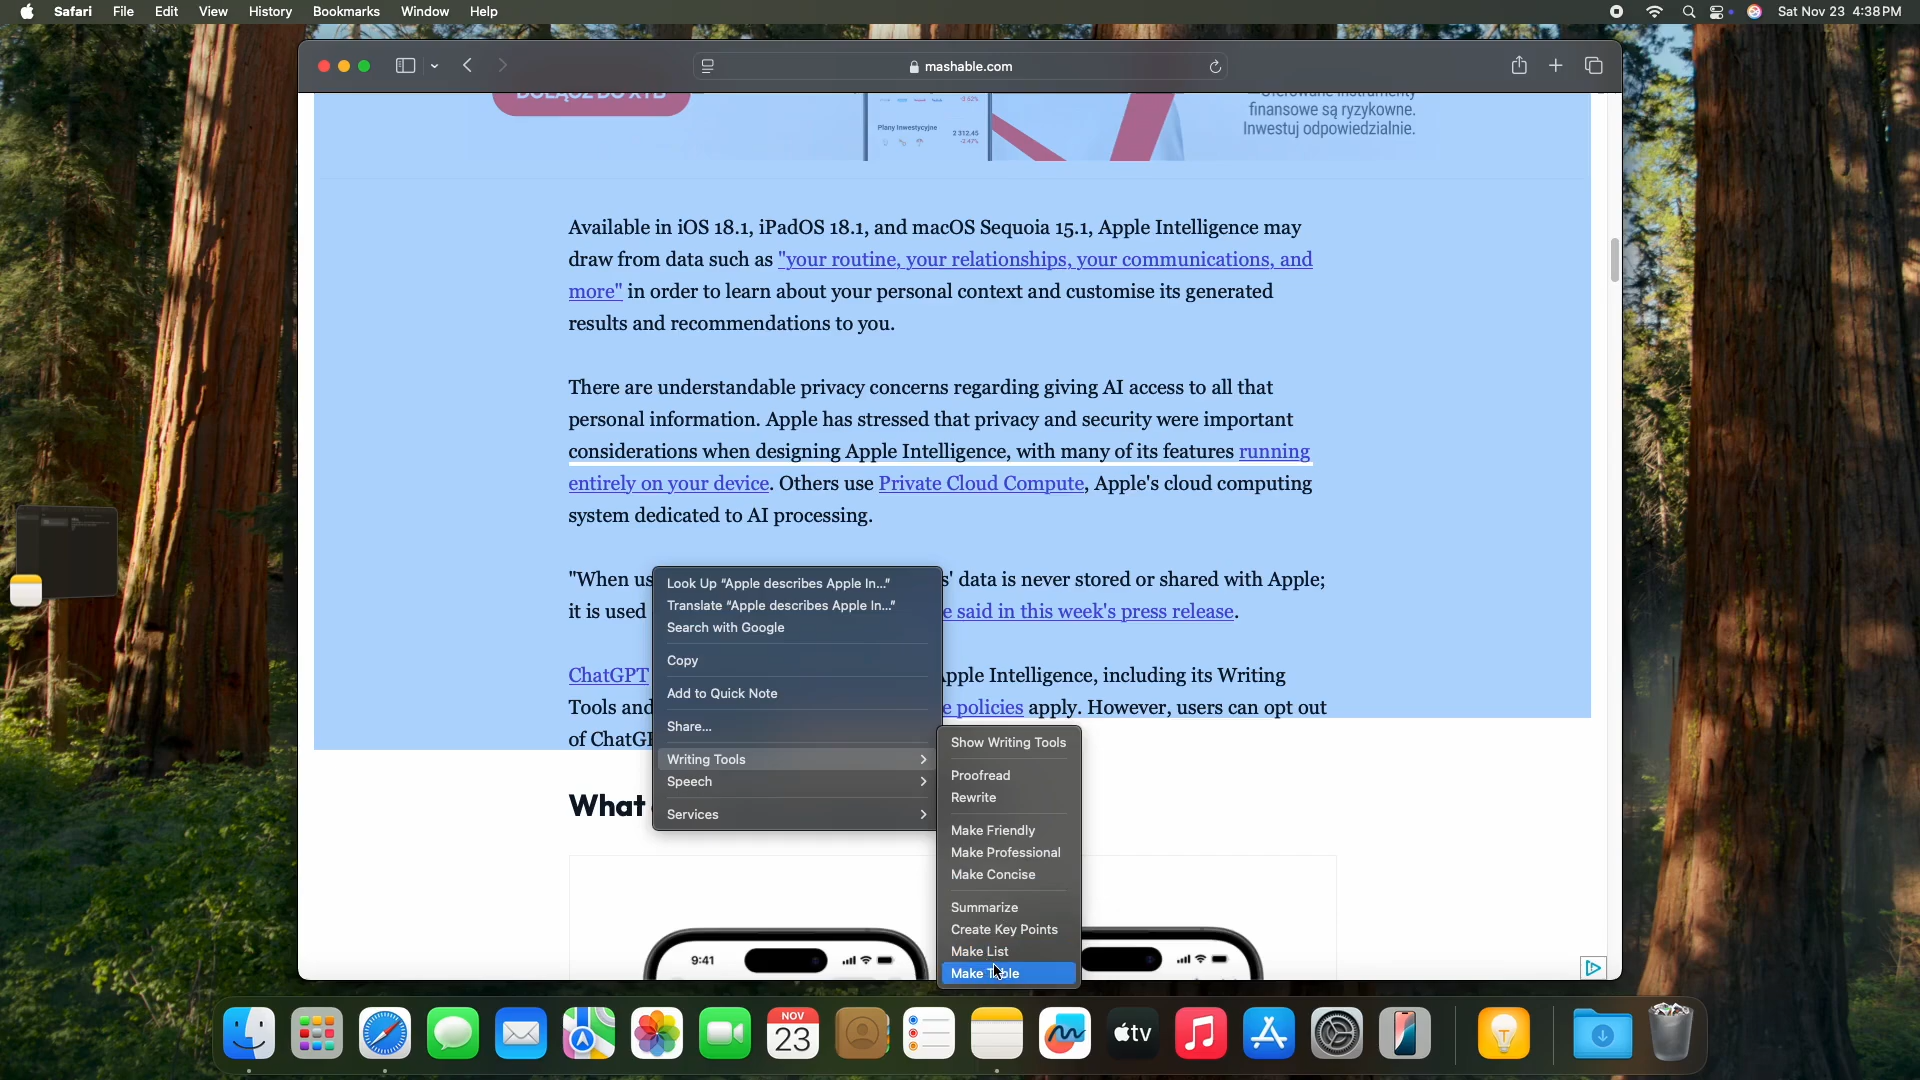 Safari File Edit View History Bookmarks Window Help
Sat Nov 23 4:38 PM
mashable.com
DOŁĄCZ DO XTB
Plany Inwestycyjne
2 312.45
finansowe są ryzykowne.
Inwestuj odpowiedzialnie.
Available in iOS 18.1, iPadOS 18.1, and macOS Sequoia 15.1, Apple Intelligence may
draw from data such as "your routine, your relationships, your communications, and
more" in order to learn about your personal context and customise its generated
results and recommendations to you.
There are understandable privacy concerns regarding giving AI access to all that
personal information. Apple has stressed that privacy and security were important
considerations when designing Apple Intelligence, with many of its features running
entirely on your device. Others use Private Cloud Compute, Apple's cloud computing
system dedicated to AI processing.
"When us
s' data is never stored or shared with Apple;
it is used
e said in this week's press release.
ChatGPT
Apple Intelligence, including its Writing
Tools and
e policies apply. However, users can opt out
of ChatGP
What
Look Up “Apple describes Apple In...”
Translate “Apple describes Apple In...”
Search with Google
Copy
Add to Quick Note
Share...
Writing Tools
Speech
Services
Show Writing Tools
Proofread
Rewrite
Make Friendly
Make Professional
Make Concise
Summarize
Create Key Points
Make List
Make Table
9:41
NOV
23
tv